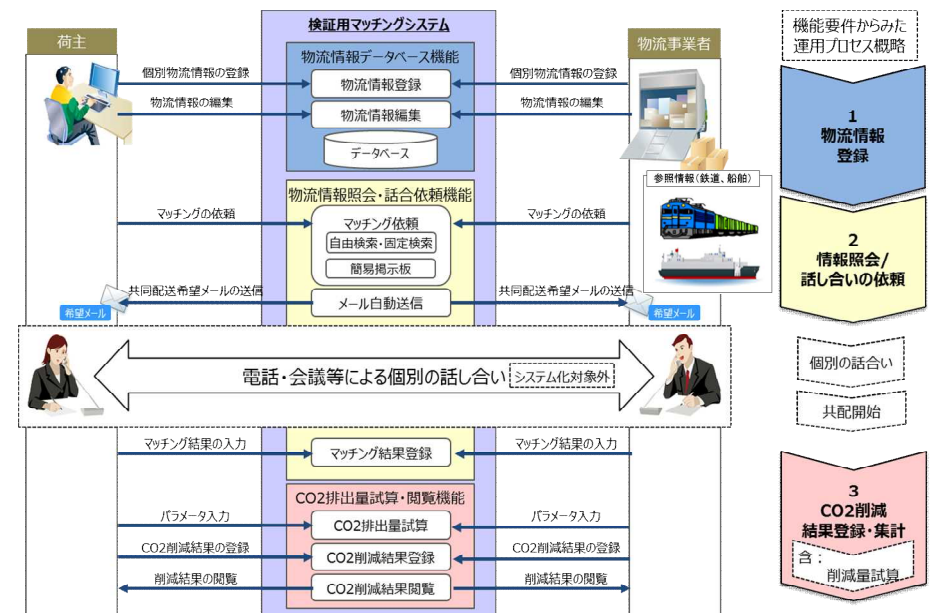 検証用マッチングシステム
機能要件からみた
運用プロセス概略
荷主
物流事業者
物流情報データベース機能
個別物流情報の登録
物流情報登録
個別物流情報の登録
物流情報の編集
物流情報編集
物流情報の編集
データベース
1
物流情報
登録
参照情報（鉄道、船舶）
物流情報照会・話合依頼機能
マッチングの依頼
マッチング依頼
マッチングの依頼
自由検索・固定検索
簡易掲示板
2
情報照会/
話し合いの依頼
共同配送希望メールの送信
メール自動送信
共同配送希望メールの送信
希望メール
希望メール
電話・会議等による個別の話し合い
システム化対象外
個別の話合い
共配開始
マッチング結果の入力
マッチング結果登録
マッチング結果の入力
CO2排出量試算・閲覧機能
パラメータ入力
CO2排出量試算
パラメータ入力
CO2削減結果の登録
CO2削減結果登録
CO2削減結果の登録
削減結果の閲覧
CO2削減結果閲覧
削減結果の閲覧
3
CO2削減
結果登録・集計
含：
削減量試算